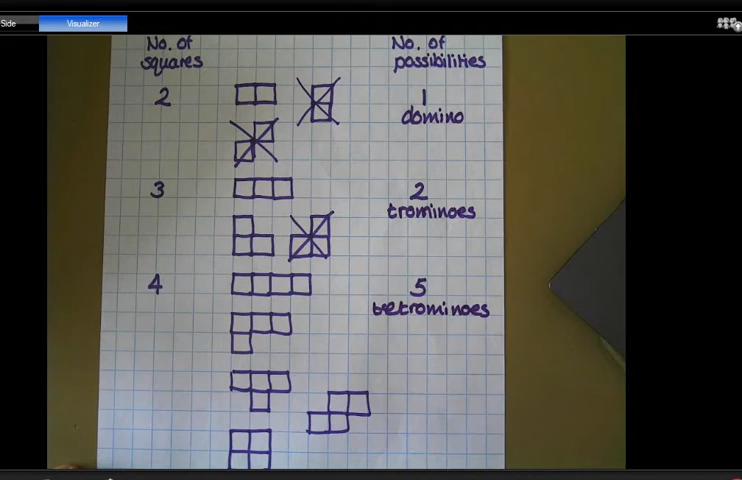 Side
Visualizer
No. of
squares
No. of
possibilities
2
1
domino
3
2
trominoes
4
5
tetrominoes